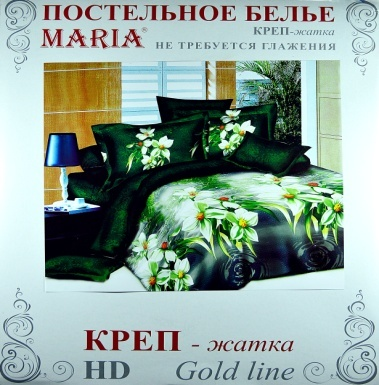 ПОСТЕЛЬНОЕ БЕЛЬЕ
MARIA®
КРЕП-жатка
НЕ ТРЕБУЕТСЯ ГЛАЖЕНИЯ
КРЕП - жатка
HD Gold line